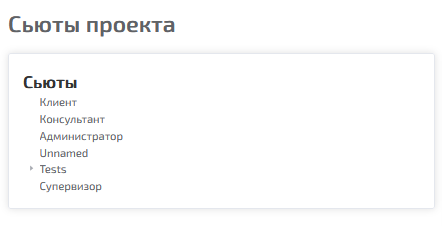 Сьюты проекта
Сьюты
Клиент
Консультант
Администратор
Unnamed
Tests
Супервизор